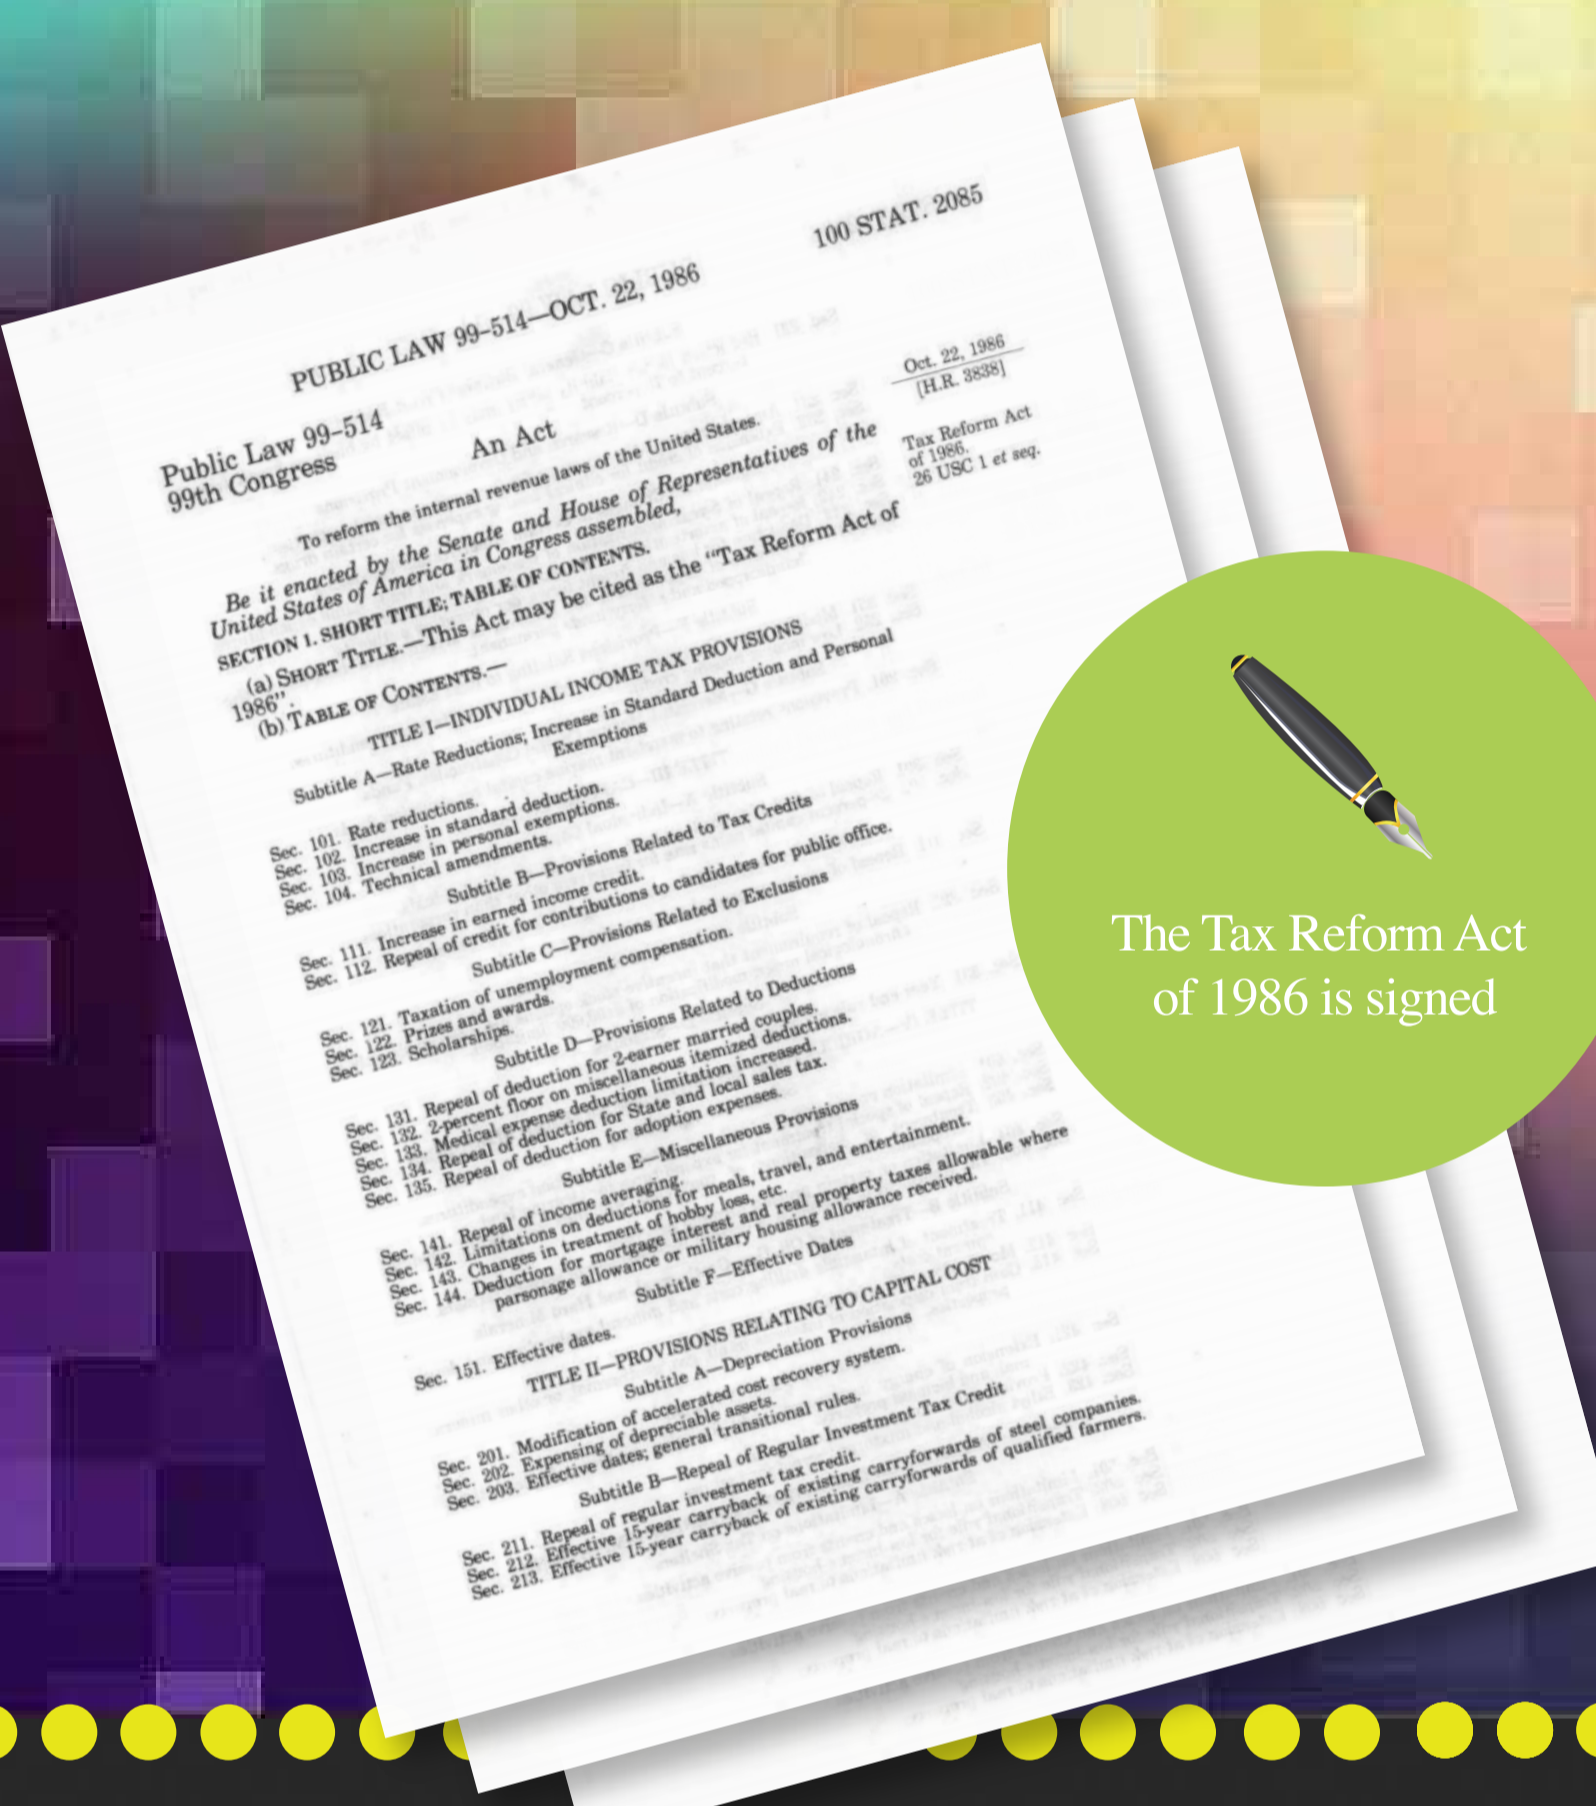 100 STAT. 2085
PUBLIC LAW 99–514—OCT. 22, 1986
Public Law 99–514
99th Congress
An Act
Oct. 22, 1986
[H.R. 3838]
To reform the internal revenue laws of the United States.
Be it enacted by the Senate and House of Representatives of the
United States of America in Congress assembled,
Tax Reform Act
of 1986.
26 USC 1 et seq.
SECTION 1. SHORT TITLE; TABLE OF CONTENTS.
(a) SHORT TITLE.—This Act may be cited as the "Tax Reform Act of
1986".
(b) TABLE OF CONTENTS.—
TITLE I—INDIVIDUAL INCOME TAX PROVISIONS
Subtitle A—Rate Reductions; Increase in Standard Deduction and Personal
Exemptions
Sec. 101. Rate reductions.
Sec. 102. Increase in standard deduction.
Sec. 103. Increase in personal exemptions.
Sec. 104. Technical amendments.
Subtitle B—Provisions Related to Tax Credits
Sec. 111. Increase in earned income credit.
Sec. 112. Repeal of credit for contributions to candidates for public office.
Subtitle C—Provisions Related to Exclusions
Sec. 121. Taxation of unemployment compensation.
Sec. 122. Prizes and awards.
Sec. 123. Scholarships.
Subtitle D—Provisions Related to Deductions
Sec. 131. Repeal of deduction for 2-earner married couples.
Sec. 132. 2-percent floor on miscellaneous itemized deductions.
Sec. 133. Medical expense deduction limitation increased.
Sec. 134. Repeal of deduction for State and local sales tax.
Sec. 135. Repeal of deduction for adoption expenses.
Subtitle E—Miscellaneous Provisions
Sec. 141. Repeal of income averaging.
Sec. 142. Limitations on deductions for meals, travel, and entertainment.
Sec. 143. Changes in treatment of hobby loss, etc.
Sec. 144. Deduction for mortgage interest and real property taxes allowable where
parsonage allowance or military housing allowance received.
Subtitle F—Effective Dates
Sec. 151. Effective dates.
TITLE II—PROVISIONS RELATING TO CAPITAL COST
Subtitle A—Depreciation Provisions
Sec. 201. Modification of accelerated cost recovery system.
Sec. 202. Expensing of depreciable assets.
Sec. 203. Effective dates; general transitional rules.
Subtitle B—Repeal of Regular Investment Tax Credit
Sec. 211. Repeal of regular investment tax credit.
Sec. 212. Effective 15-year carryback of existing carryforwards of steel companies.
Sec. 213. Effective 15-year carryback of existing carryforwards of qualified farmers.
The Tax Reform Act
of 1986 is signed